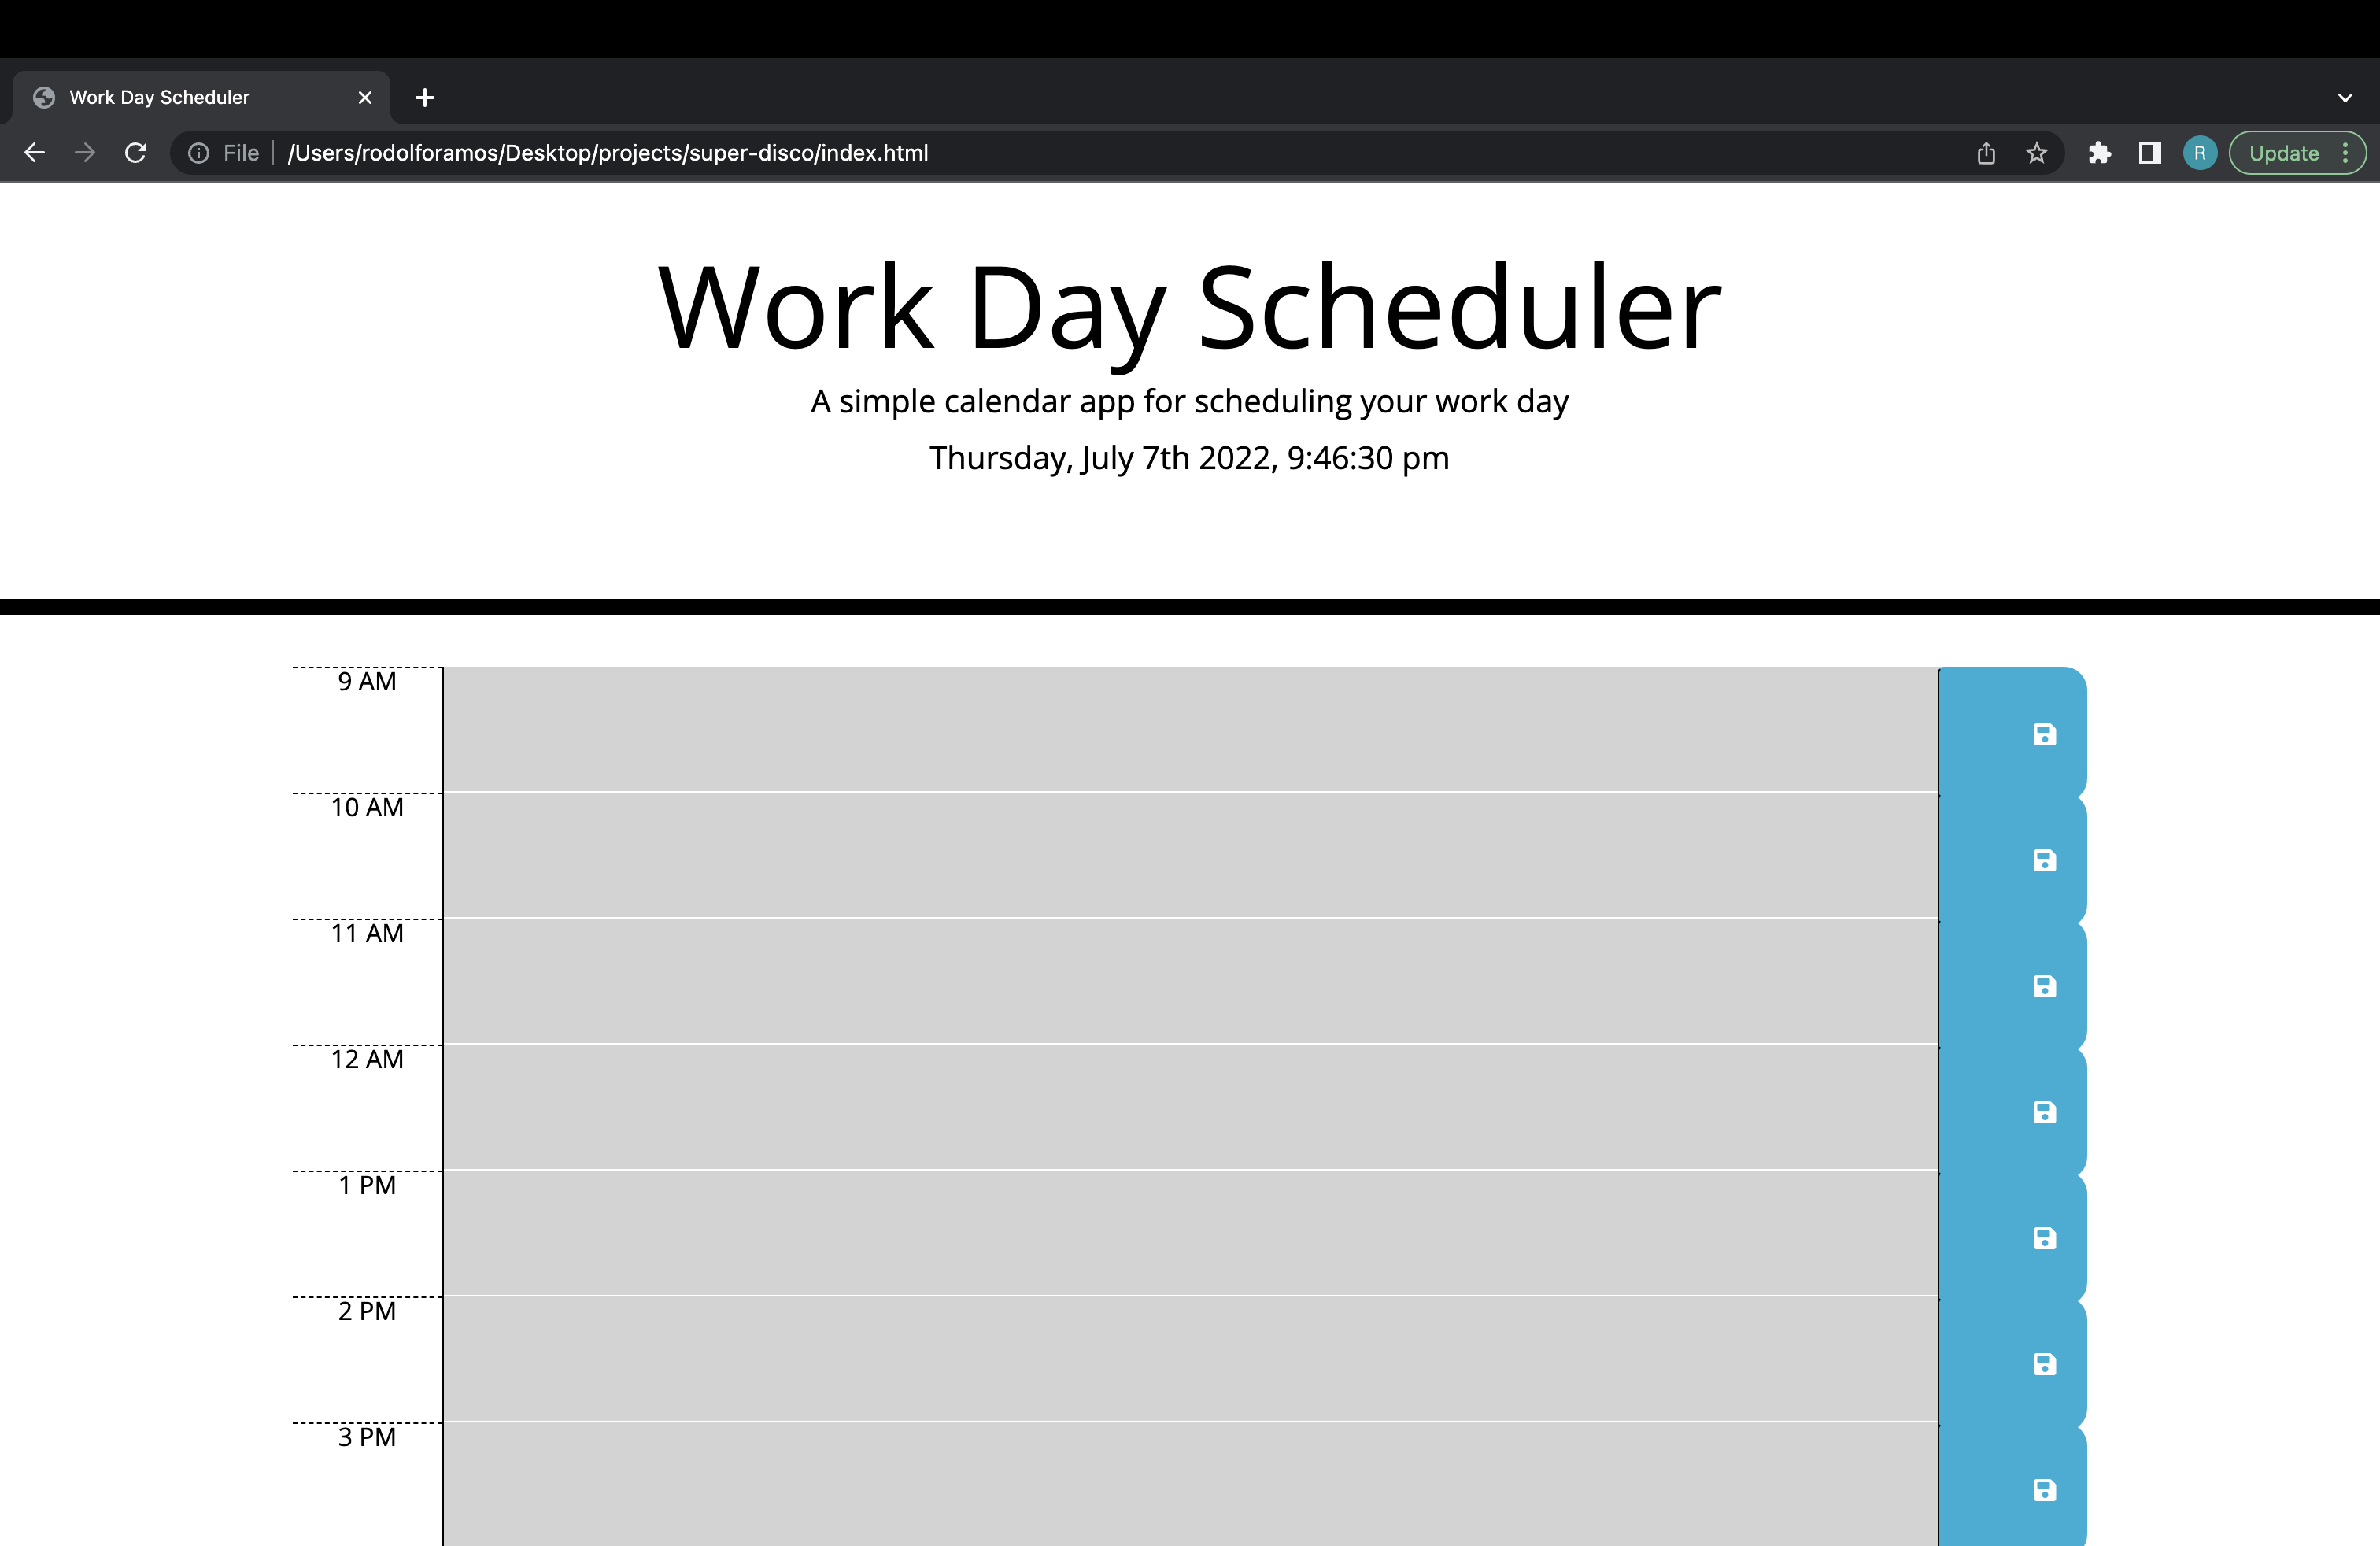 Work Day Scheduler
File
/Users/rodolforamos/Desktop/projects/super-disco/index.html
R
Update
Work Day Scheduler
A simple calendar app for scheduling your work day
Thursday, July 7th 2022, 9:46:30 pm
9 AM
10 AM
11 AM
12 AM
1 PM
2 PM
3 PM